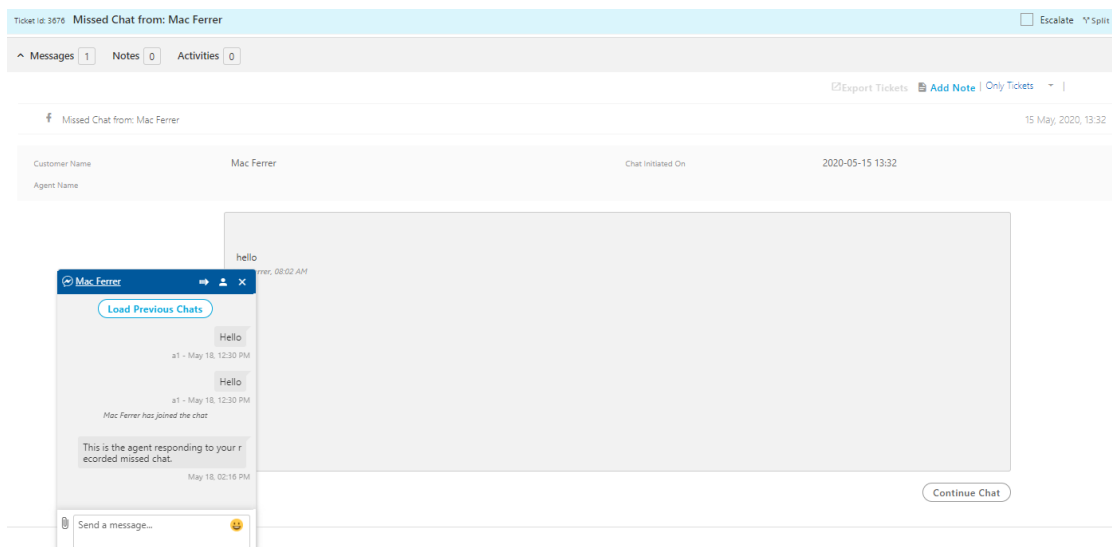 Ticket Id: 3676 Missed Chat from: Mac Ferrer
Escalate Split
Messages 1 Notes 0 Activities 0
Export Tickets Add Note | Only Tickets |
Missed Chat from: Mac Ferrer 15 May, 2020, 13:32
Customer Name Mac Ferrer Chat Initiated On 2020-05-15 13:32
Agent Name
hello
rrer, 08:02 AM
Mac Ferrer
Load Previous Chats
Hello
a1 - May 18, 12:30 PM
Hello
a1 - May 18, 12:30 PM
Mac Ferrer has joined the chat
This is the agent responding to your r
ecorded missed chat.
May 18, 02:16 PM
Continue Chat
Send a message...